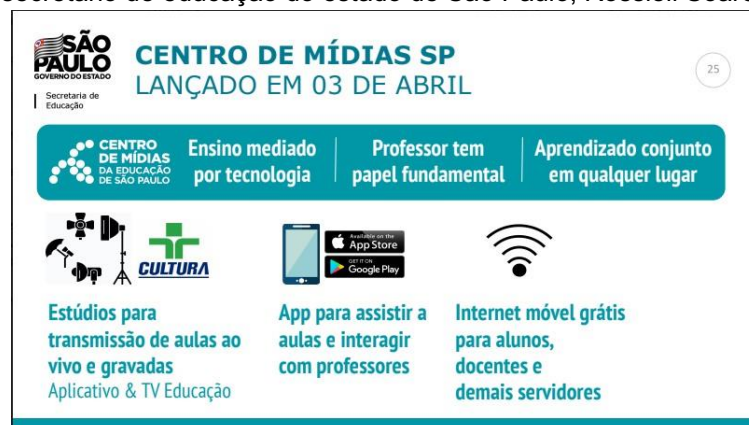 secretário de educação do estado de São Paulo, Rossieli Soares
SÃO
PAULO
GOVERNO DO ESTADO
Secretaria de
Educação
CENTRO DE MÍDIAS SP
LANÇADO EM 03 DE ABRIL
25
CENTRO
DE MÍDIAS
DA EDUCAÇÃO
DE SÃO PAULO
Ensino mediado
por tecnologia
Professor tem
papel fundamental
Aprendizado conjunto
em qualquer lugar
CULTURA
Available on the
App Store
GET IT ON
Google Play
Estúdios para
transmissão de aulas ao
vivo e gravadas
Aplicativo & TV Educação
App para assistir a
aulas e interagir
com professores
Internet móvel grátis
para alunos,
docentes e
demais servidores